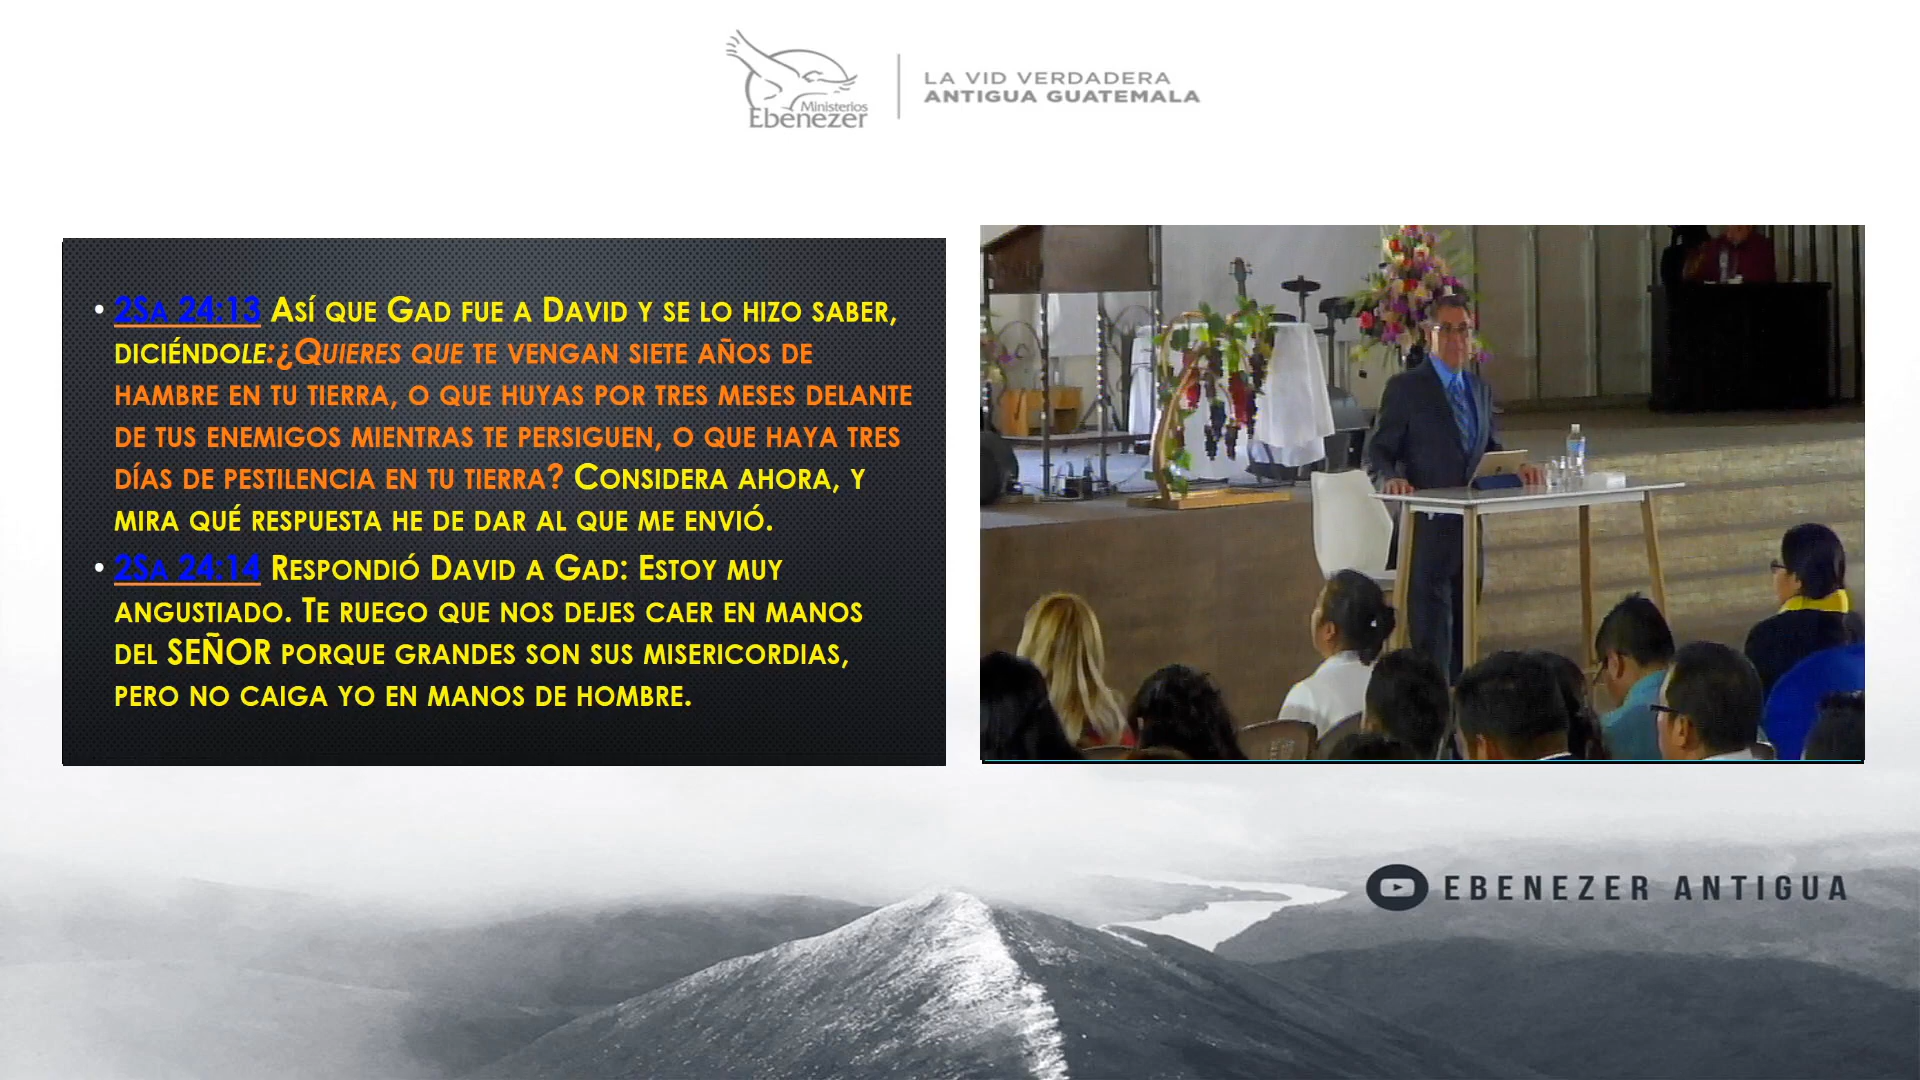 Ministerios
Ebenezer
LA VID VERDADERA
ANTIGUA GUATEMALA
• 2Sa 24:13 Así que Gad fue a David y se lo hizo saber,
diciéndole:¿Quieres que te vengan siete años de
hambre en tu tierra, o que huyas por tres meses delante
de tus enemigos mientras te persiguen, o que haya tres
días de pestilencia en tu tierra? Considera ahora, y
mira qué respuesta he de dar al que me envió.
• 2Sa 24:14 Respondió David a Gad: Estoy muy
angustiado. Te ruego que nos dejes caer en manos
del SEÑOR porque grandes son sus misericordias,
pero no caiga yo en manos de hombre.
EBENEZER ANTIGUA